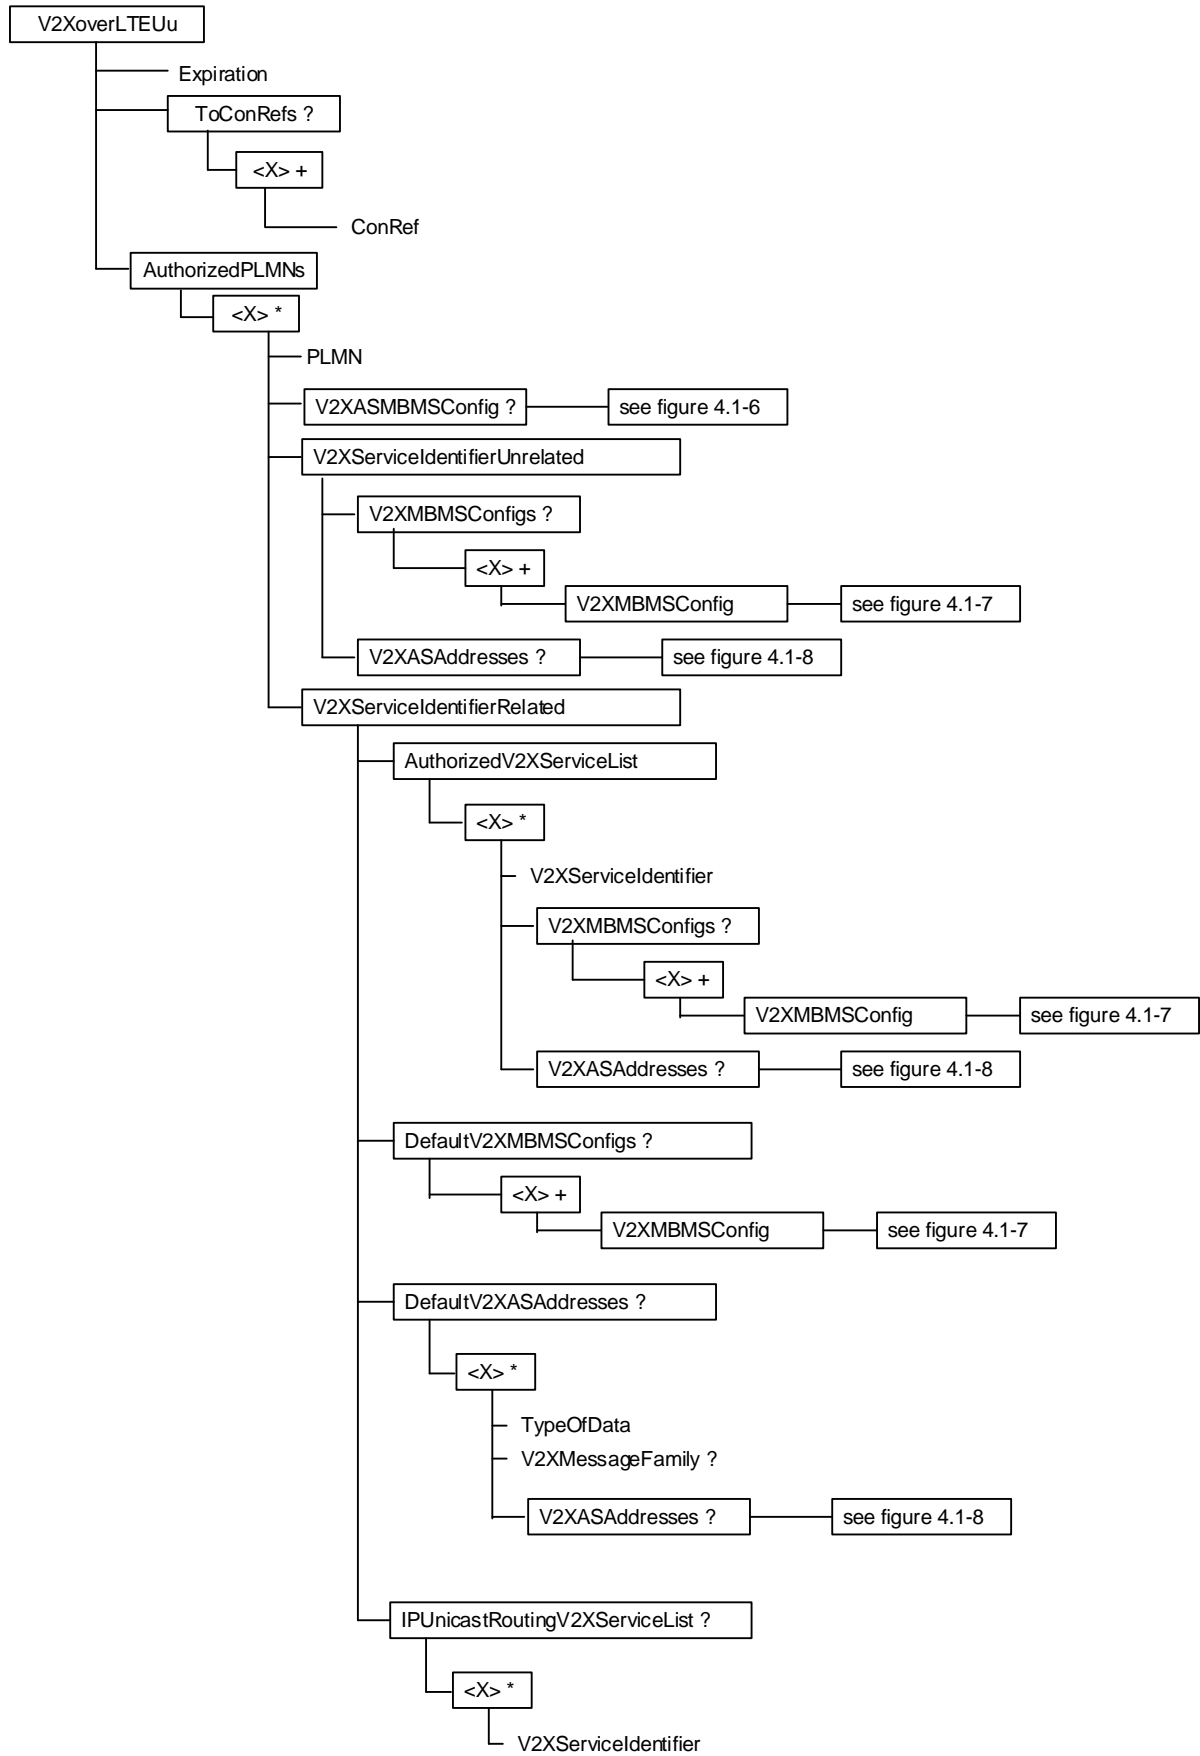 V2XoverLTEUu
Expiration
ToConRefs ?
<X> +
ConRef
AuthorizedPLMNs
<X> *
PLMN
V2XASMBMSConfig ?
see figure 4.1-6
V2XServiceIdentifierUnrelated
V2XMBMSConfigs ?
<X> +
V2XMBMSConfig
see figure 4.1-7
V2XASAddresses ?
see figure 4.1-8
V2XServiceIdentifierRelated
AuthorizedV2XServiceList
<X> *
V2XServiceIdentifier
V2XMBMSConfigs ?
<X> +
V2XMBMSConfig
see figure 4.1-7
V2XASAddresses ?
see figure 4.1-8
DefaultV2XMBMSConfigs ?
<X> +
V2XMBMSConfig
see figure 4.1-7
DefaultV2XASAddresses ?
<X> *
TypeOfData
V2XMessageFamily ?
V2XASAddresses ?
see figure 4.1-8
IPUnicastRoutingV2XServiceList ?
<X> *
V2XServiceIdentifier